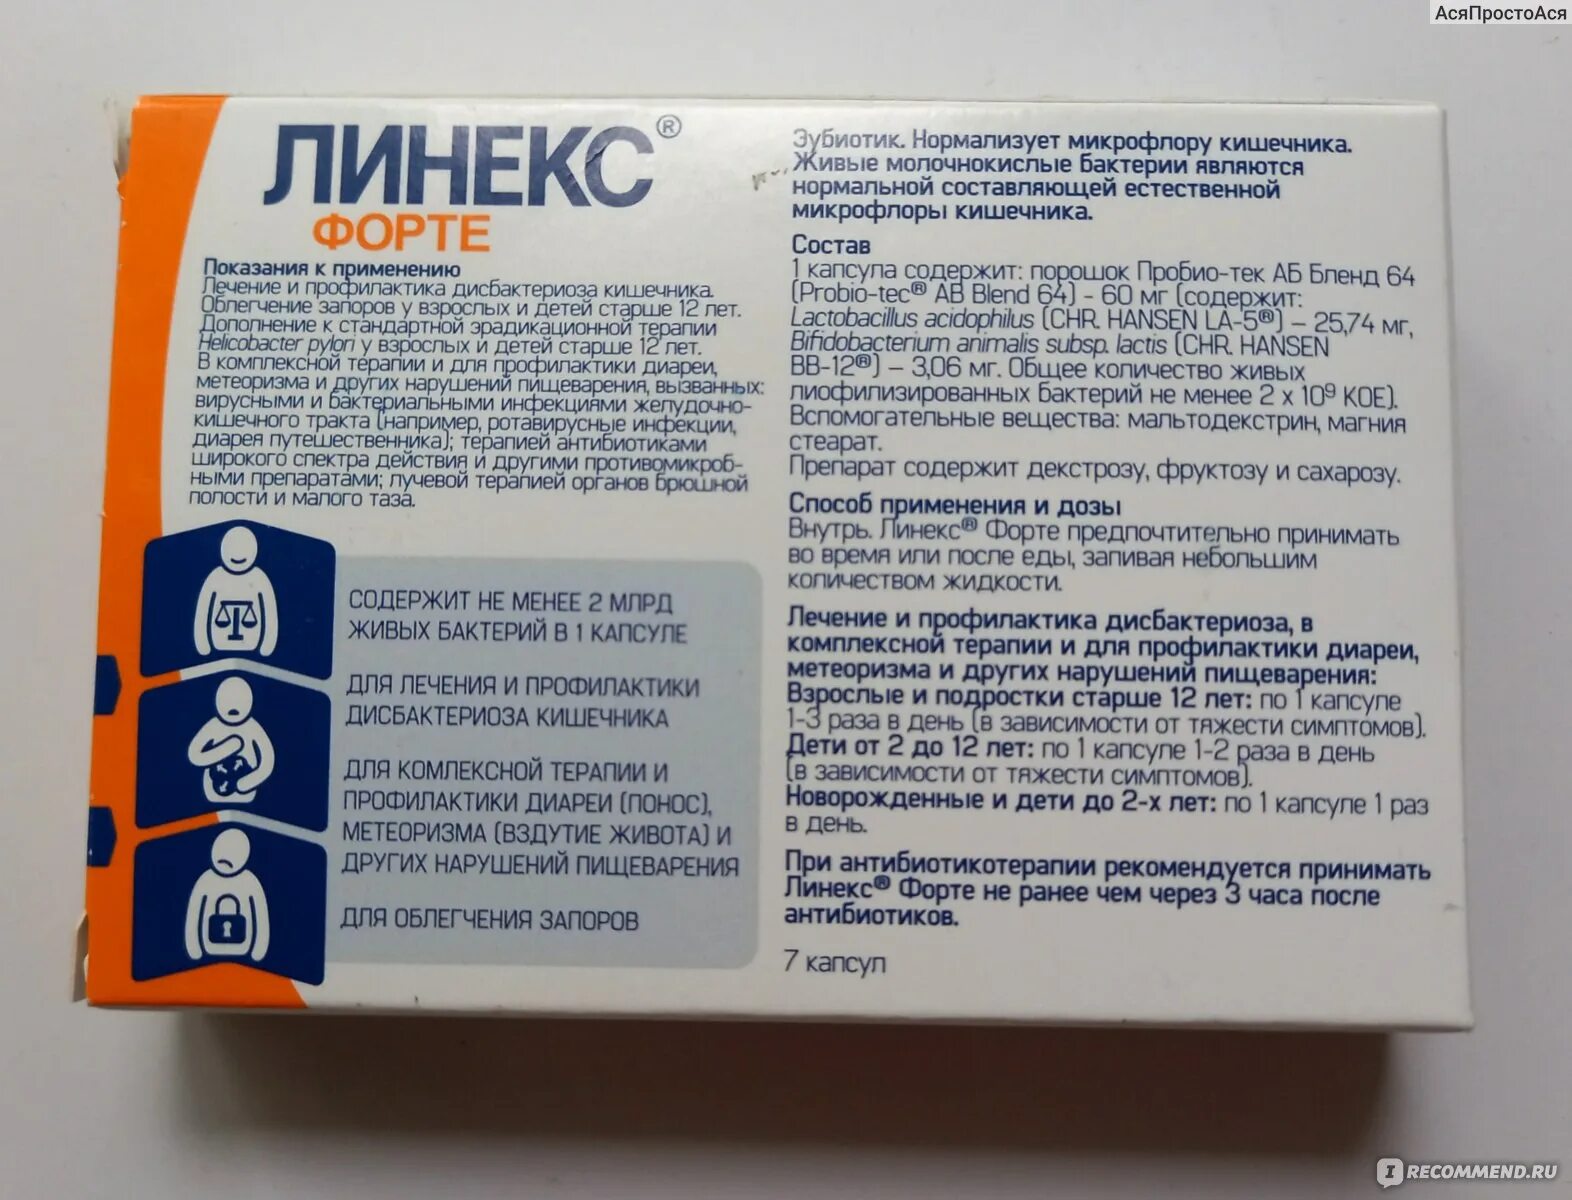 АсяПростоАся
ЛИНЕКС®
ФОРТЕ
Показания к применению
Лечение и профилактика дисбактериоза кишечника.
Облегчение запоров у взрослых и детей старше 12 лет.
Дополнение к стандартной эрадикационной терапии
Helicobacter pylori у взрослых и детей старше 12 лет.
В комплексной терапии и для профилактики диареи,
метеоризма и других нарушений пищеварения, вызванных:
вирусными и бактериальными инфекциями желудочно-
кишечного тракта (например, ротавирусные инфекции,
диарея путешественника); терапией антибиотиками
широкого спектра действия и другими противомикроб-
ными препаратами; лучевой терапией органов брюшной
полости и малого таза.
СОДЕРЖИТ НЕ МЕНЕЕ 2 МЛРД
ЖИВЫХ БАКТЕРИЙ В 1 КАПСУЛЕ
ДЛЯ ЛЕЧЕНИЯ И ПРОФИЛАКТИКИ
ДИСБАКТЕРИОЗА КИШЕЧНИКА
ДЛЯ КОМЛЕКСНОЙ ТЕРАПИИ И
ПРОФИЛАКТИКИ ДИАРЕИ (ПОНОС),
МЕТЕОРИЗМА (ВЗДУТИЕ ЖИВОТА) И
ДРУГИХ НАРУШЕНИЙ ПИЩЕВАРЕНИЯ
ДЛЯ ОБЛЕГЧЕНИЯ ЗАПОРОВ
Эубиотик. Нормализует микрофлору кишечника.
Живые молочнокислые бактерии являются
нормальной составляющей естественной
микрофлоры кишечника.
Состав
1 капсула содержит: порошок Пробио-тек АБ Бленд 64
(Probio-tec® AB Blend 64) - 60 мг (содержит:
Lactobacillus acidophilus (CHR. HANSEN LA-5®) – 25,74 мг,
Bifidobacterium animalis subsp. lactis (CHR. HANSEN
BB-12®) – 3,06 мг. Общее количество живых
лиофилизированных бактерий не менее 2 x 10⁹ КОЕ).
Вспомогательные вещества: мальтодекстрин, магния
стеарат.
Препарат содержит декстрозу, фруктозу и сахарозу.
Способ применения и дозы
Внутрь. Линекс® Форте предпочтительно принимать
во время или после еды, запивая небольшим
количеством жидкости.
Лечение и профилактика дисбактериоза, в
комплексной терапии и для профилактики диареи,
метеоризма и других нарушений пищеварения:
Взрослые и подростки старше 12 лет: по 1 капсуле
1-3 раза в день (в зависимости от тяжести симптомов).
Дети от 2 до 12 лет: по 1 капсуле 1-2 раза в день
(в зависимости от тяжести симптомов).
Новорожденные и дети до 2-х лет: по 1 капсуле 1 раз
в день.
При антибиотикотерапии рекомендуется принимать
Линекс® Форте не ранее чем через 3 часа после
антибиотиков.
7 капсул
IRECOMMEND.RU